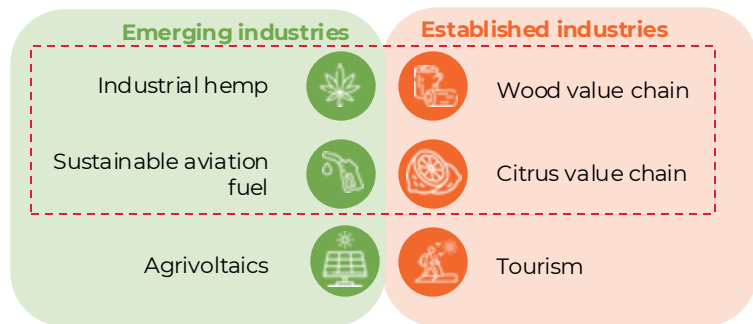 Emerging industries
Established industries
Industrial hemp
Wood value chain
Sustainable aviation
fuel
Citrus value chain
Agrivoltaics
Tourism